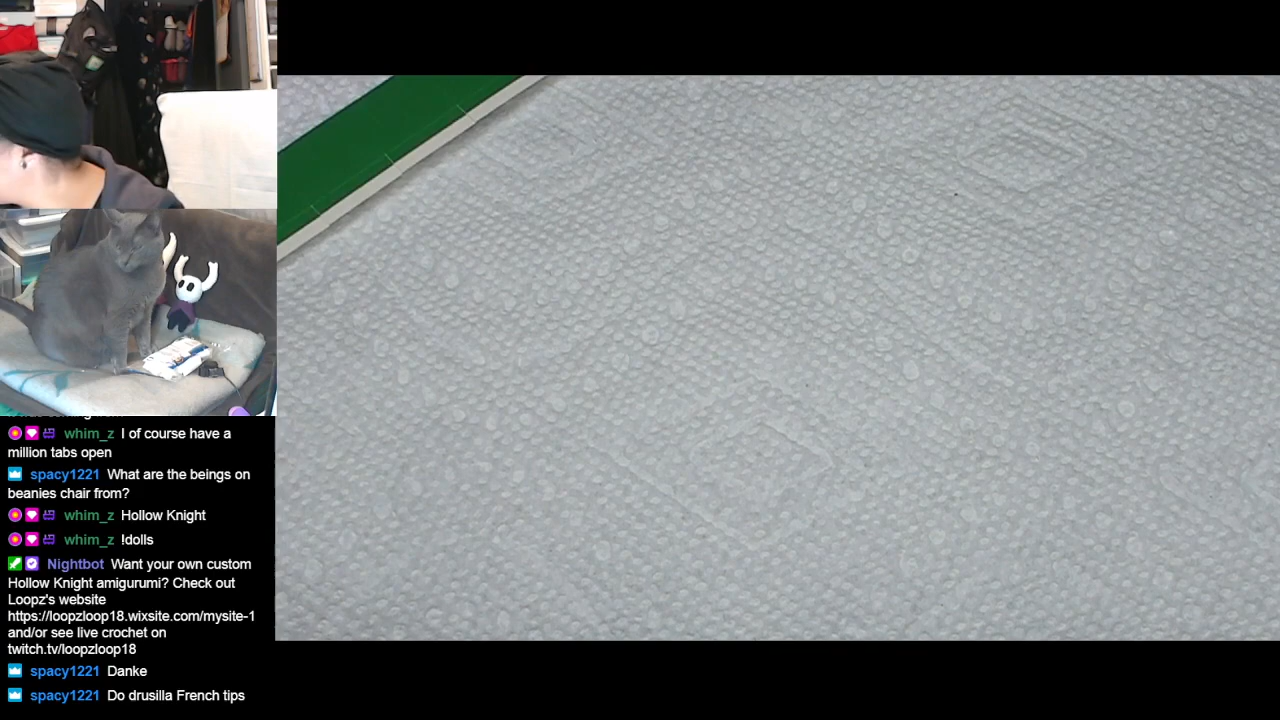 whim_z I of course have a
million tabs open
spacy1221 What are the beings on
beanies chair from?
whim_z Hollow Knight
whim_z !dolls
Nightbot Want your own custom
Hollow Knight amigurumi? Check out
Loopz's website
https://loopzloop18.wixsite.com/mysite-1
and/or see live crochet on
twitch.tv/loopzloop18
spacy1221 Danke
spacy1221 Do drusilla French tips